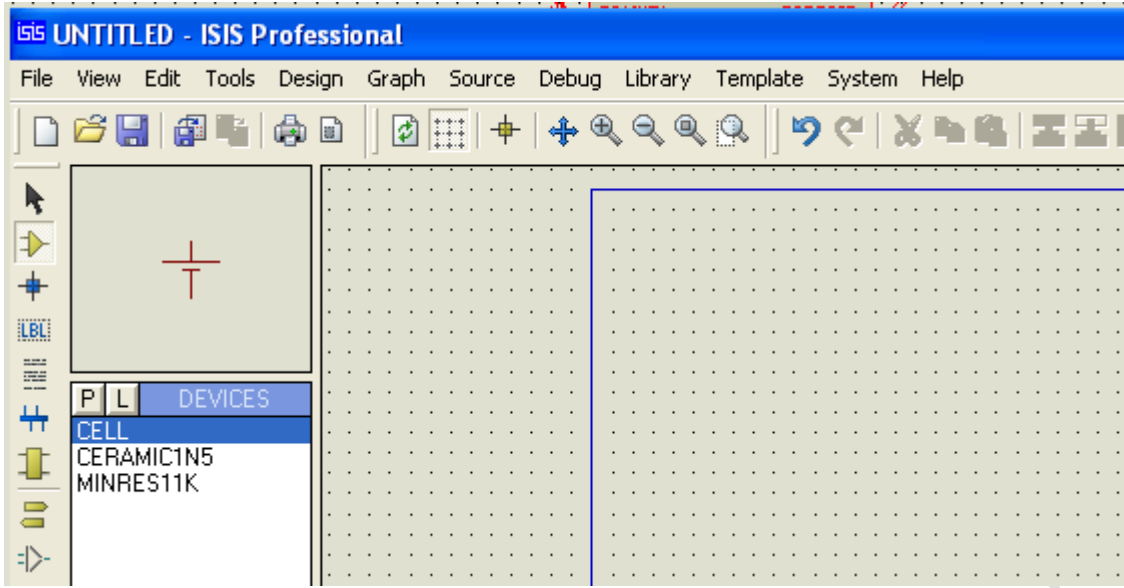 isis UNTITLED - ISIS Professional
File View Edit Tools Design Graph Source Debug Library Template System Help
LBL
P L DEVICES
CELL
CERAMIC1N5
MINRES11K